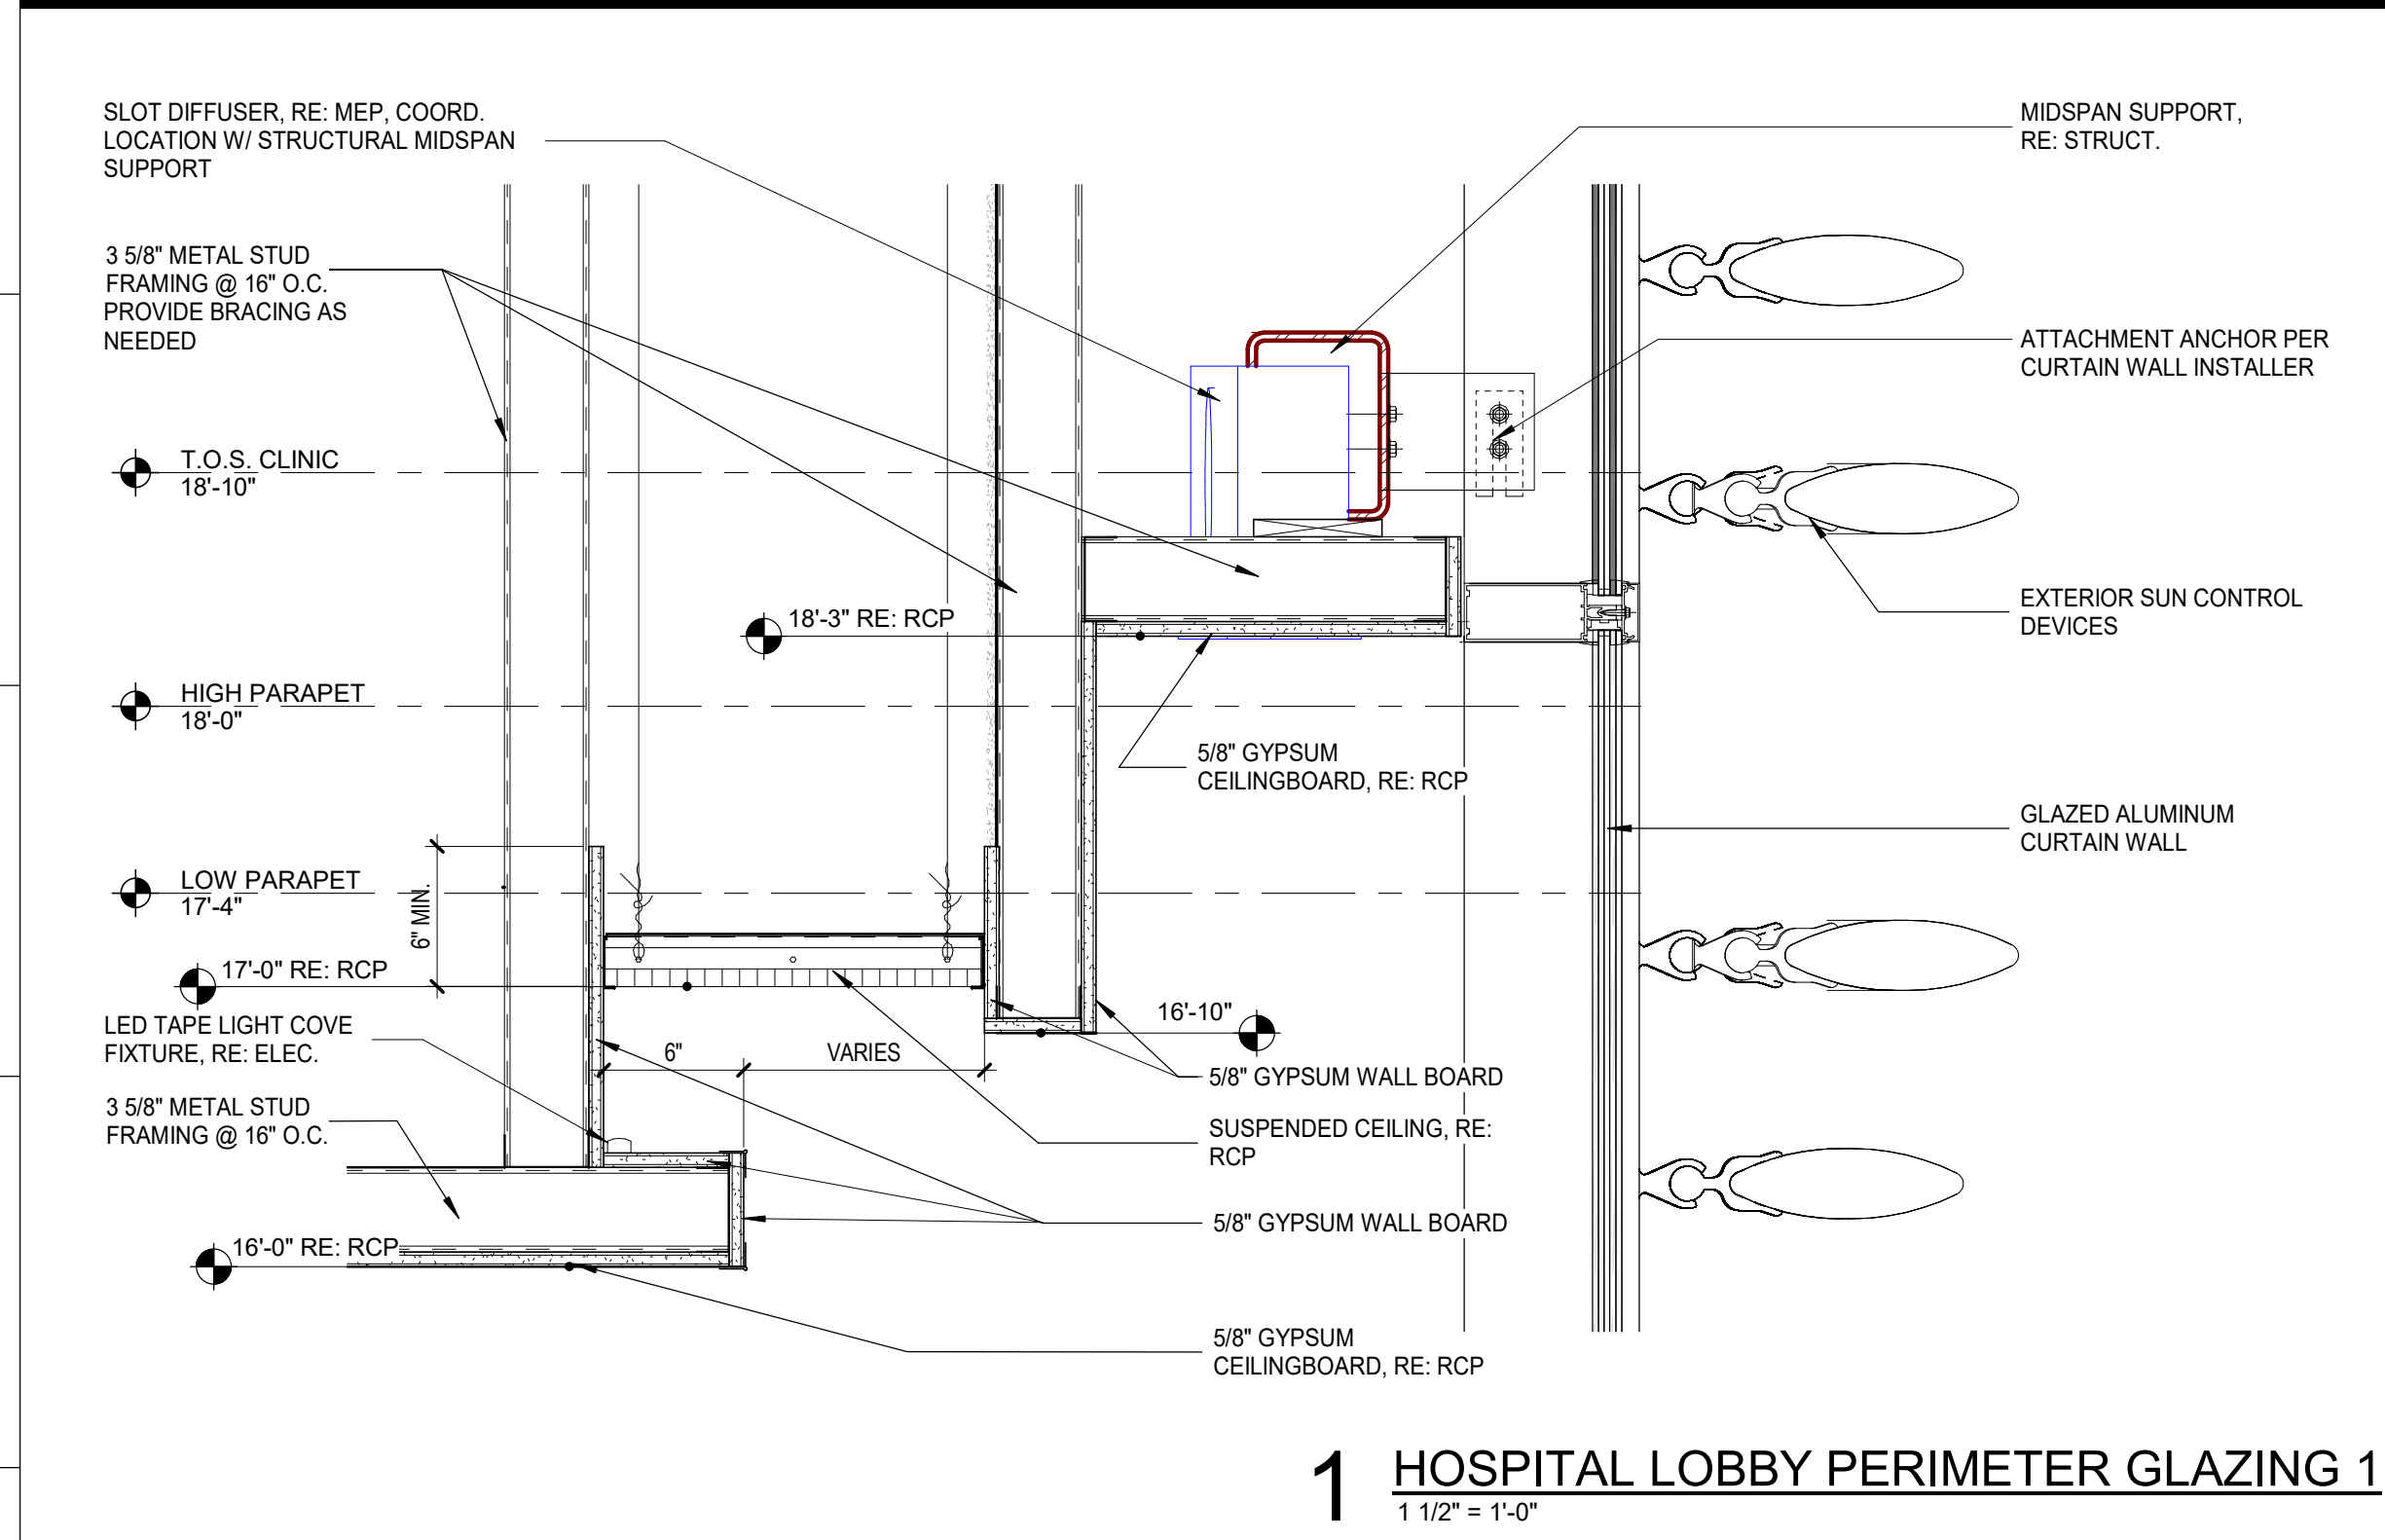 SLOT DIFFUSER, RE: MEP, COORD.
LOCATION W/ STRUCTURAL MIDSPAN
SUPPORT
MIDSPAN SUPPORT,
RE: STRUCT.
3 5/8" METAL STUD
FRAMING @ 16" O.C.
PROVIDE BRACING AS
NEEDED
ATTACHMENT ANCHOR PER
CURTAIN WALL INSTALLER
T.O.S. CLINIC
18'-10"
EXTERIOR SUN CONTROL
DEVICES
18'-3" RE: RCP
HIGH PARAPET
18'-0"
5/8" GYPSUM
CEILINGBOARD, RE: RCP
GLAZED ALUMINUM
CURTAIN WALL
LOW PARAPET
17'-4"
6" MIN.
17'-0" RE: RCP
16'-10"
LED TAPE LIGHT COVE
FIXTURE, RE: ELEC.
6"
VARIES
5/8" GYPSUM WALL BOARD
3 5/8" METAL STUD
FRAMING @ 16" O.C.
SUSPENDED CEILING, RE:
RCP
5/8" GYPSUM WALL BOARD
16'-0" RE: RCP
5/8" GYPSUM
CEILINGBOARD, RE: RCP
1
HOSPITAL LOBBY PERIMETER GLAZING 1
1 1/2" = 1'-0"